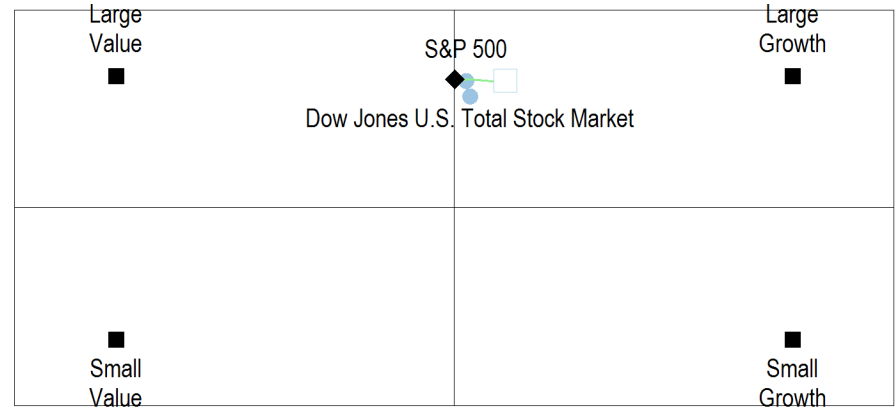 Large
Value
Large
Growth
S&P 500
Dow Jones U.S. Total Stock Market
Small
Value
Small
Growth